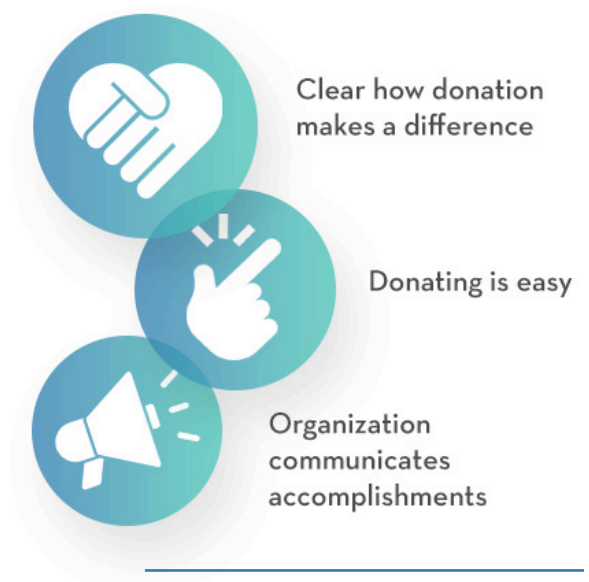 Clear how donation
makes a difference
Donating is easy
Organization
communicates
accomplishments